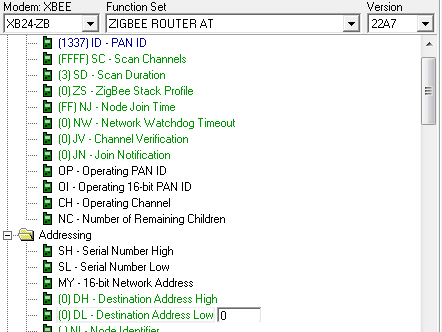 Modem: XBEE Function Set Version
XB24-ZB ZIGBEE ROUTER AT 22A7
(1337) ID - PAN ID
(FFFF) SC - Scan Channels
(3) SD - Scan Duration
(0) ZS - ZigBee Stack Profile
(FF) NJ - Node Join Time
(0) NW - Network Watchdog Timeout
(0) JV - Channel Verification
(0) JN - Join Notification
OP - Operating PAN ID
OI - Operating 16-bit PAN ID
CH - Operating Channel
NC - Number of Remaining Children
Addressing
SH - Serial Number High
SL - Serial Number Low
MY - 16-bit Network Address
(0) DH - Destination Address High
(0) DL - Destination Address Low 0
( ) NI - Node Identifier